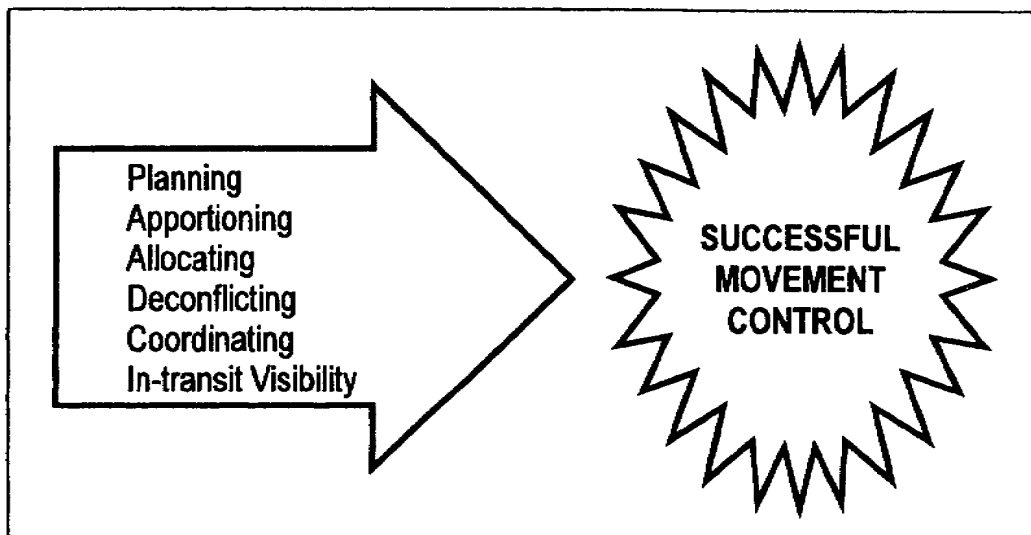 Planning
Apportioning
Allocating
Deconflicting
Coordinating
In-transit Visibility
SUCCESSFUL
MOVEMENT
CONTROL